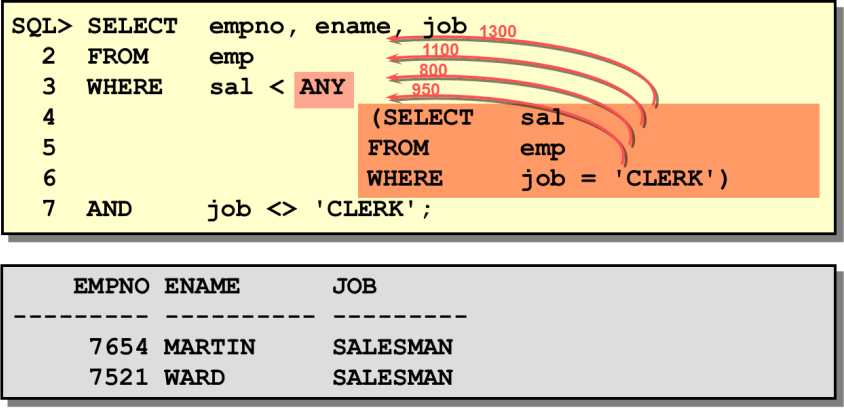 SQL> SELECT empno, ename, job 1300
2 FROM emp 1100
3 WHERE sal < ANY 800
950
4 (SELECT sal
5 FROM emp
6 WHERE job = 'CLERK')
7 AND job <> 'CLERK';
EMPNO ENAME JOB
--------- ---------- ---------
7654 MARTIN SALESMAN
7521 WARD SALESMAN